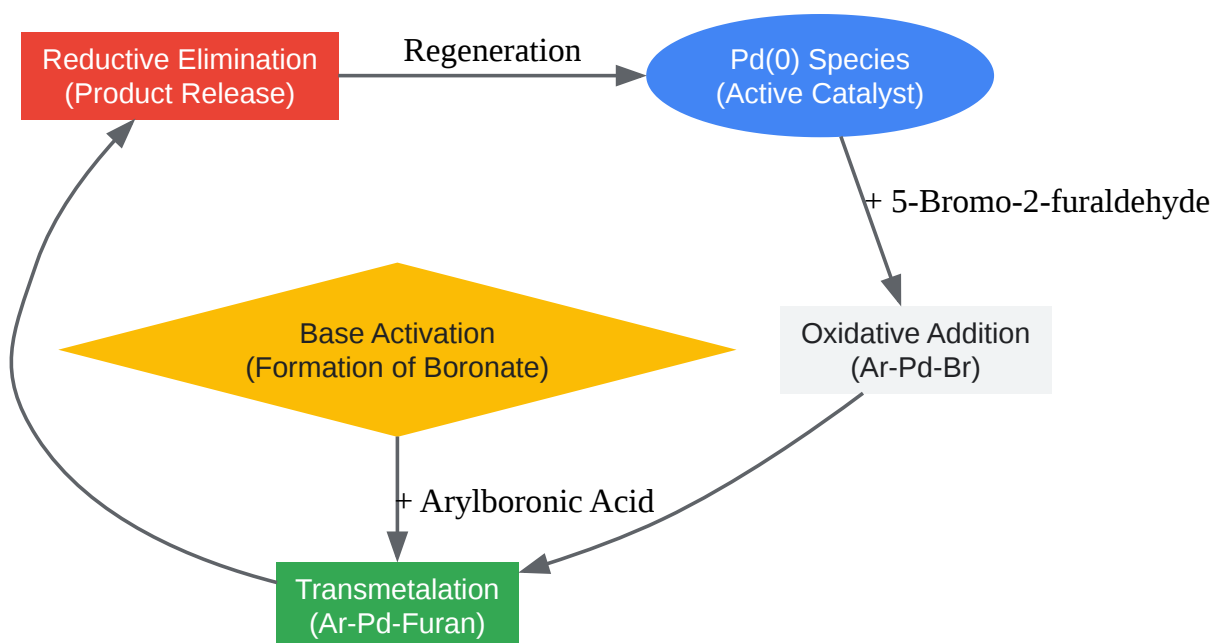 Reductive Elimination
(Product Release)
Regeneration
Pd(0) Species
(Active Catalyst)
+ 5-Bromo-2-furaldehyde
Base Activation
(Formation of Boronate)
Oxidative Addition
(Ar-Pd-Br)
+ Arylboronic Acid
Transmetalation
(Ar-Pd-Furan)